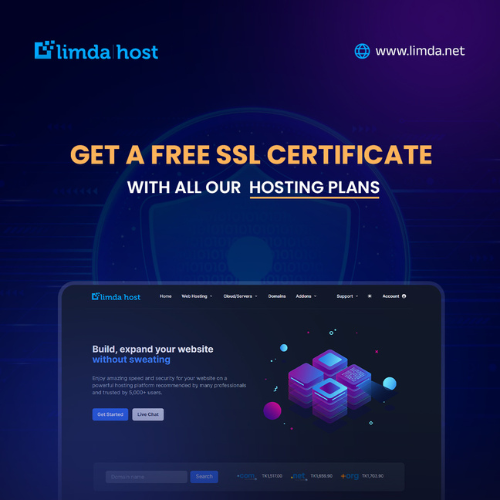 limda|host
www.limda.net
GET A FREE SSL CERTIFICATE
WITH ALL OUR HOSTING PLANS
limda host
Home Web Hosting Cloud/Servers Domains Addons Support Account
Build, expand your website
without sweating
Enjoy amazing speed and security for your website on a
powerful hosting platform recommended by many professionals
and trusted by 5,000+ users.
Get Started Live Chat
Search .com .net .org